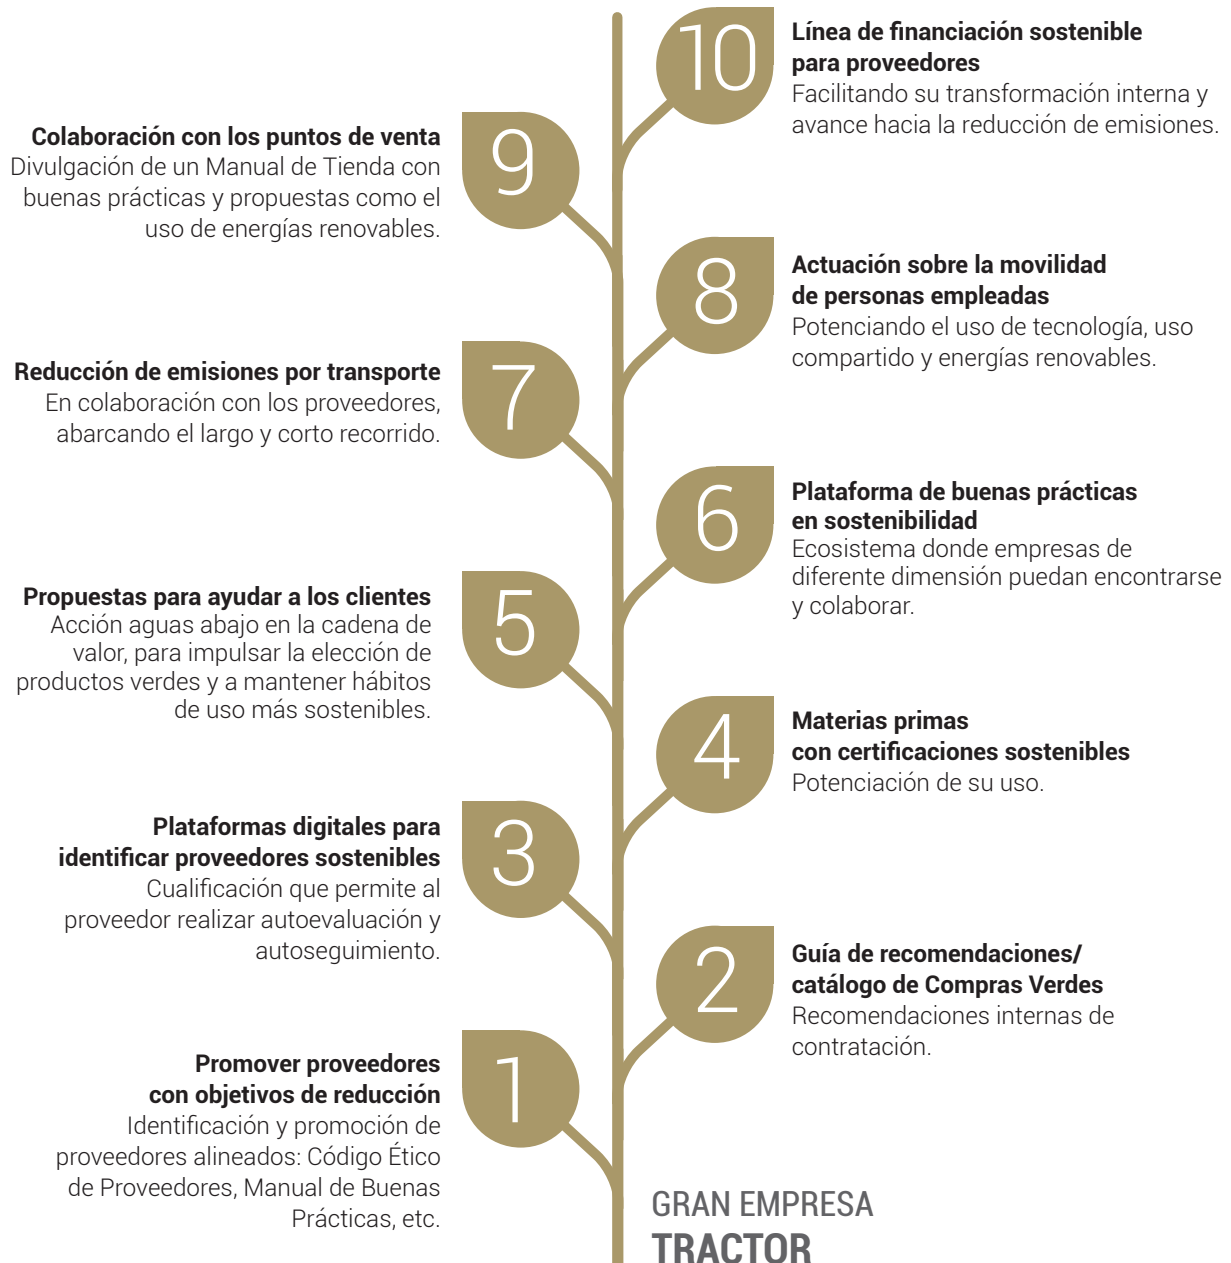 10
Línea de financiación sostenible
para proveedores
Facilitando su transformación interna y
avance hacia la reducción de emisiones.
9
Colaboración con los puntos de venta
Divulgación de un Manual de Tienda con
buenas prácticas y propuestas como el
uso de energías renovables.
8
Actuación sobre la movilidad
de personas empleadas
Potenciando el uso de tecnología, uso
compartido y energías renovables.
7
Reducción de emisiones por transporte
En colaboración con los proveedores,
abarcando el largo y corto recorrido.
6
Plataforma de buenas prácticas
en sostenibilidad
Ecosistema donde empresas de
diferente dimensión puedan encontrarse
y colaborar.
5
Propuestas para ayudar a los clientes
Acción aguas abajo en la cadena de
valor, para impulsar la elección de
productos verdes y a mantener hábitos
de uso más sostenibles.
4
Materias primas
con certificaciones sostenibles
Potenciación de su uso.
3
Plataformas digitales para
identificar proveedores sostenibles
Cualificación que permite al
proveedor realizar autoevaluación y
autoseguimiento.
2
Guía de recomendaciones/
catálogo de Compras Verdes
Recomendaciones internas de
contratación.
1
Promover proveedores
con objetivos de reducción
Identificación y promoción de
proveedores alineados: Código Ético
de Proveedores, Manual de Buenas
Prácticas, etc.
GRAN EMPRESA
TRACTOR